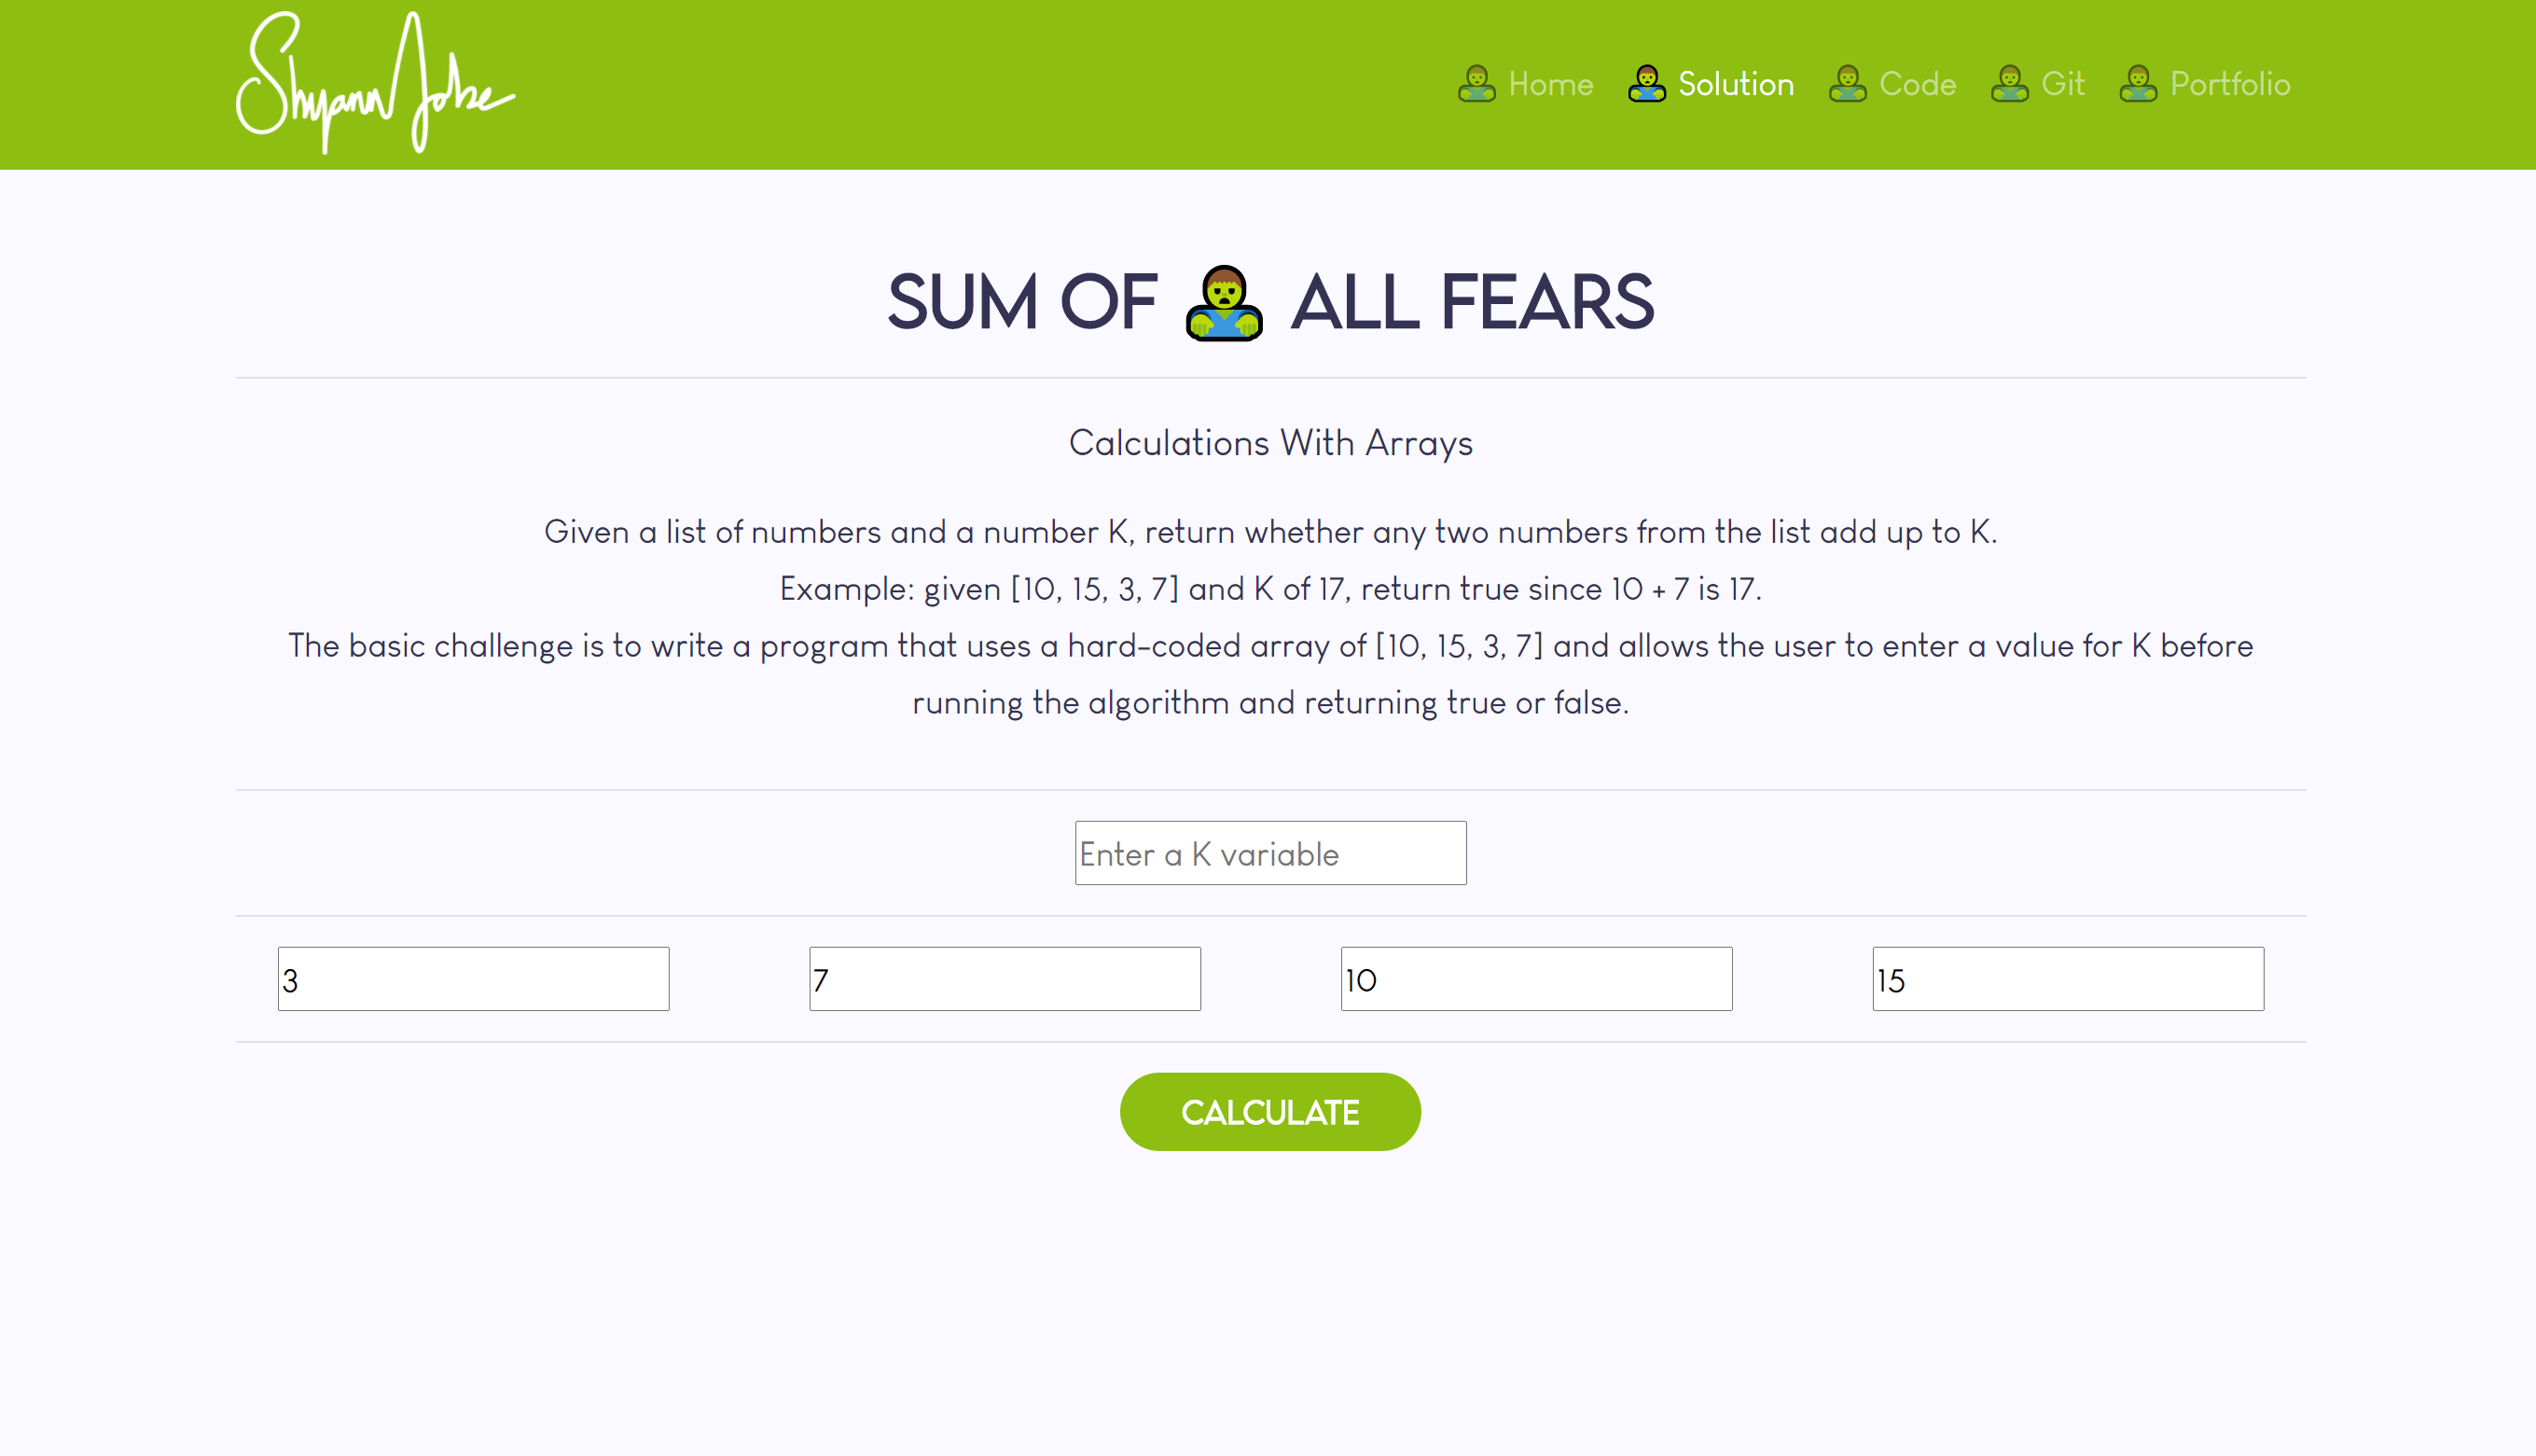 Shyann Jobe
Home Solution Code Git Portfolio
SUM OF ALL FEARS
Calculations With Arrays
Given a list of numbers and a number K, return whether any two numbers from the list add up to K.
Example: given [10, 15, 3, 7] and K of 17, return true since 10 + 7 is 17.
The basic challenge is to write a program that uses a hard-coded array of [10, 15, 3, 7] and allows the user to enter a value for K before
running the algorithm and returning true or false.
Enter a K variable
3 7 10 15
CALCULATE